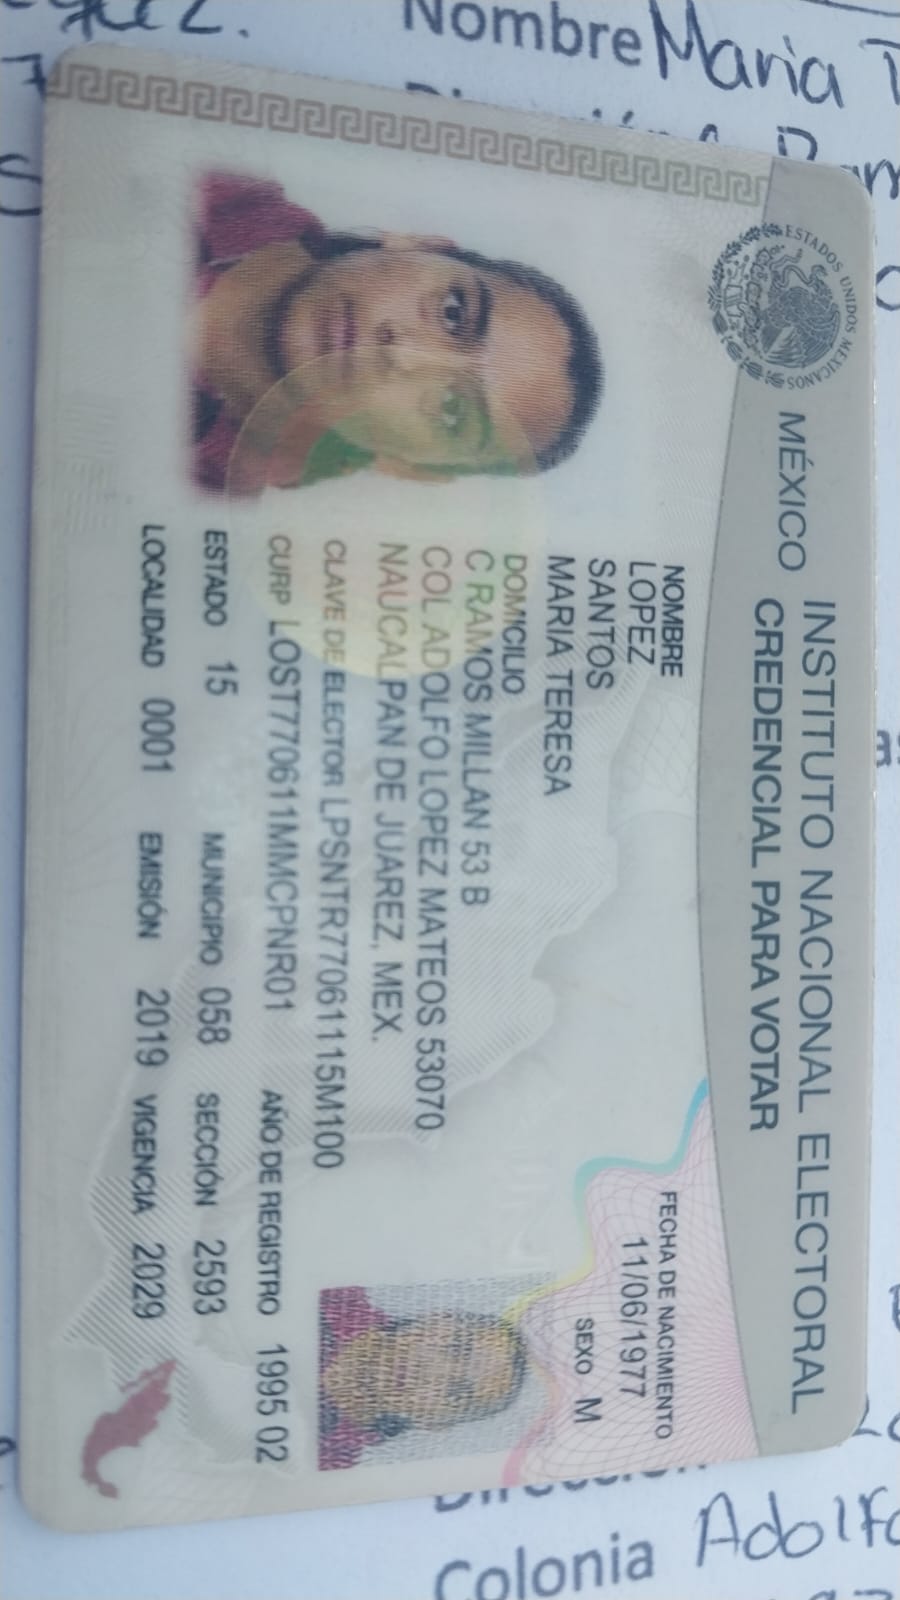 Nombre Maria
ESTADOS UNIDOS MEXICANOS
MÉXICO INSTITUTO NACIONAL ELECTORAL
CREDENCIAL PARA VOTAR
NOMBRE
LOPEZ
SANTOS
MARIA TERESA
FECHA DE NACIMIENTO
11/06/1977
SEXO M
DOMICILIO
C RAMOS MILLAN 53 B
COL ADOLFO LOPEZ MATEOS 53070
NAUCALPAN DE JUAREZ, MEX.
CLAVE DE ELECTOR LPSNTR77061115M100
CURP LOST770611MMCPNR01 AÑO DE REGISTRO 1995 02
ESTADO 15 MUNICIPIO 058 SECCIÓN 2593
LOCALIDAD 0001 EMISIÓN 2019 VIGENCIA 2029
Colonia Adolfo